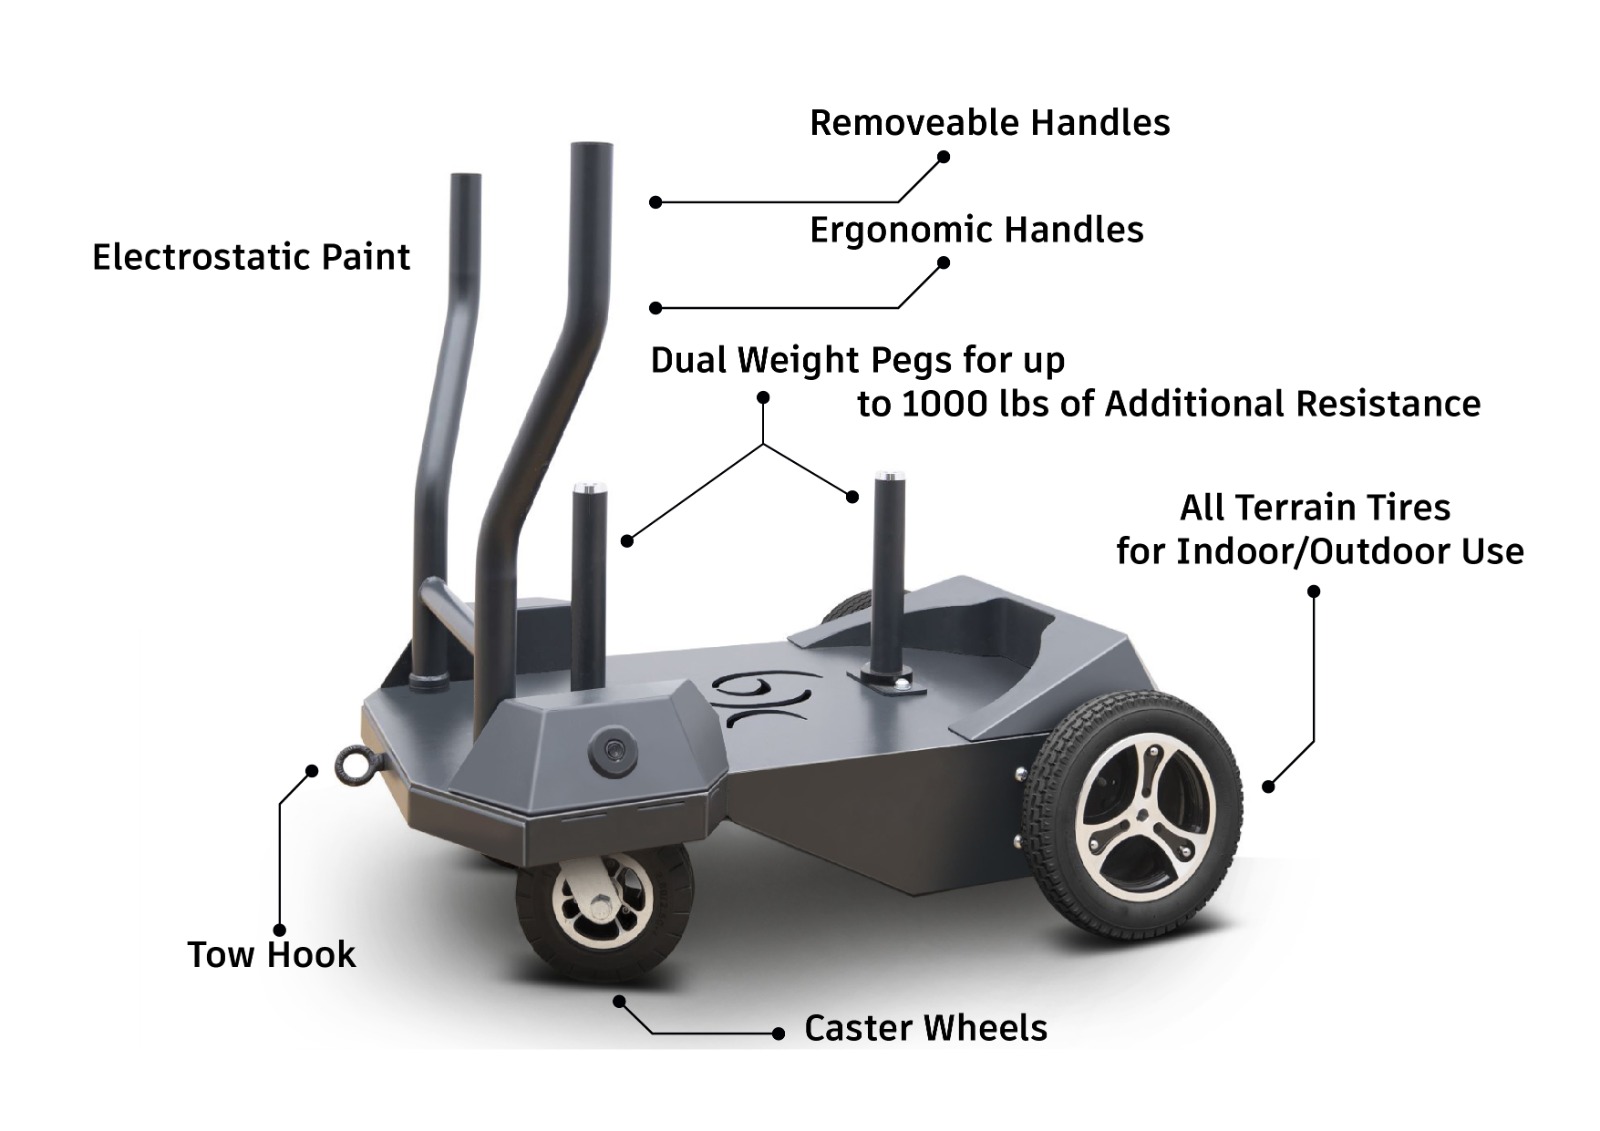 Removeable Handles
Ergonomic Handles
Electrostatic Paint
Dual Weight Pegs for up
to 1000 lbs of Additional Resistance
All Terrain Tires
for Indoor/Outdoor Use
Tow Hook
Caster Wheels